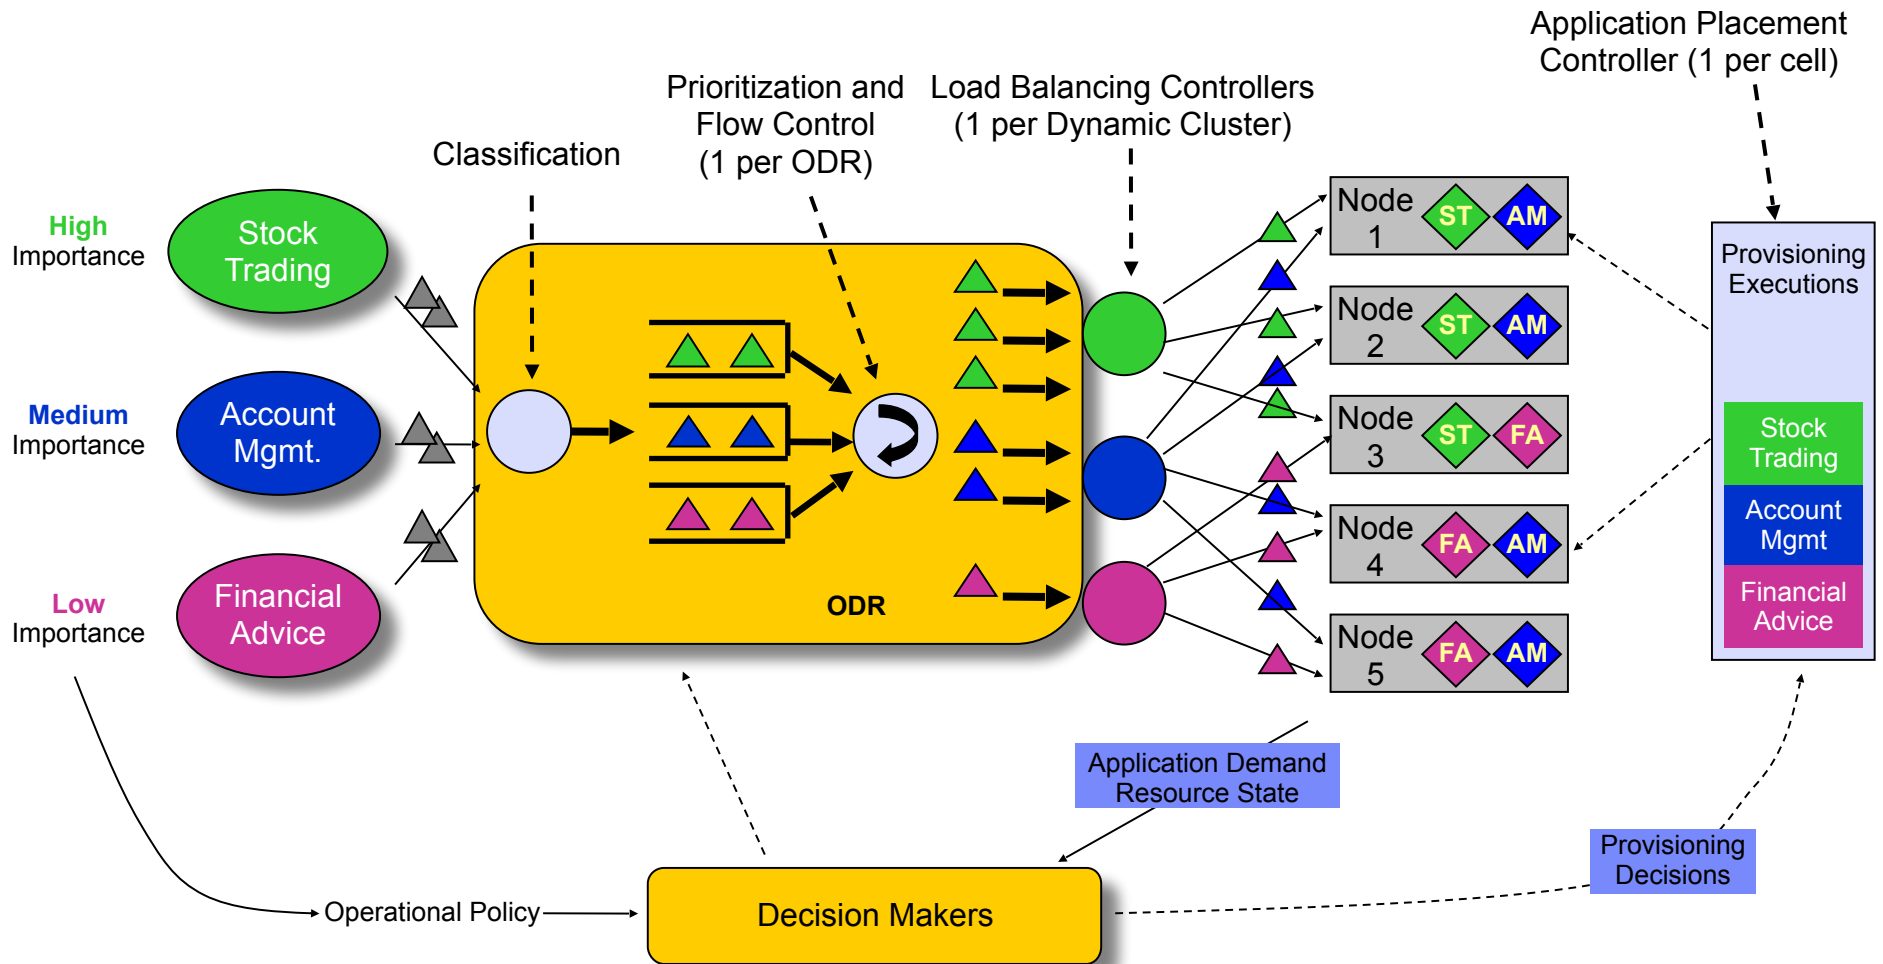 Application Placement
Controller (1 per cell)
Prioritization and
Flow Control
(1 per ODR)
Load Balancing Controllers
(1 per Dynamic Cluster)
Classification
High
Importance
Stock
Trading
Medium
Importance
Account
Mgmt.
Low
Importance
Financial
Advice
ODR
Node
1
ST
AM
Node
2
ST
AM
Node
3
ST
FA
Node
4
FA
AM
Node
5
FA
AM
Provisioning
Executions
Stock
Trading
Account
Mgmt
Financial
Advice
Application Demand
Resource State
Provisioning
Decisions
Operational Policy
Decision Makers